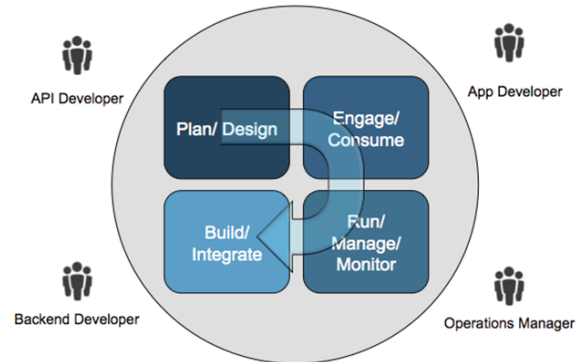 API Developer
App Developer
Plan/ Design
Engage/
Consume
Build/
Integrate
Run/
Manage/
Monitor
Backend Developer
Operations Manager